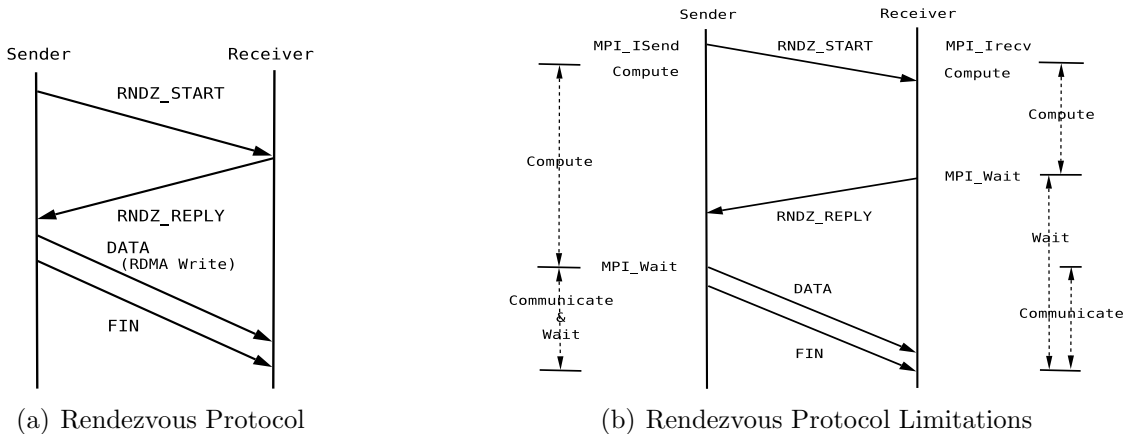 Sender
Receiver
RNDZ_START
RNDZ_REPLY
DATA
(RDMA Write)
FIN
(a) Rendezvous Protocol
Sender
Receiver
MPI_ISend
RNDZ_START
MPI_Irecv
Compute
Compute
Compute
Compute
MPI_Wait
RNDZ_REPLY
Wait
MPI_Wait
DATA
Communicate
&
Wait
Communicate
FIN
(b) Rendezvous Protocol Limitations